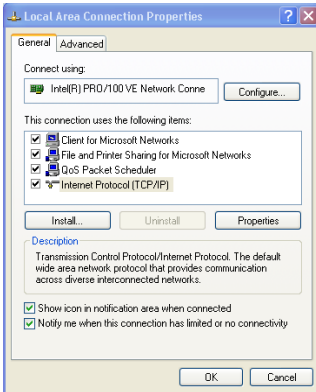 Local Area Connection Properties
General Advanced
Connect using:
Intel(R) PRO/100 VE Network Conne
Configure...
This connection uses the following items:
Client for Microsoft Networks
File and Printer Sharing for Microsoft Networks
QoS Packet Scheduler
Internet Protocol (TCP/IP)
Install... Uninstall Properties
Description
Transmission Control Protocol/Internet Protocol. The default
wide area network protocol that provides communication
across diverse interconnected networks.
Show icon in notification area when connected
Notify me when this connection has limited or no connectivity
OK Cancel